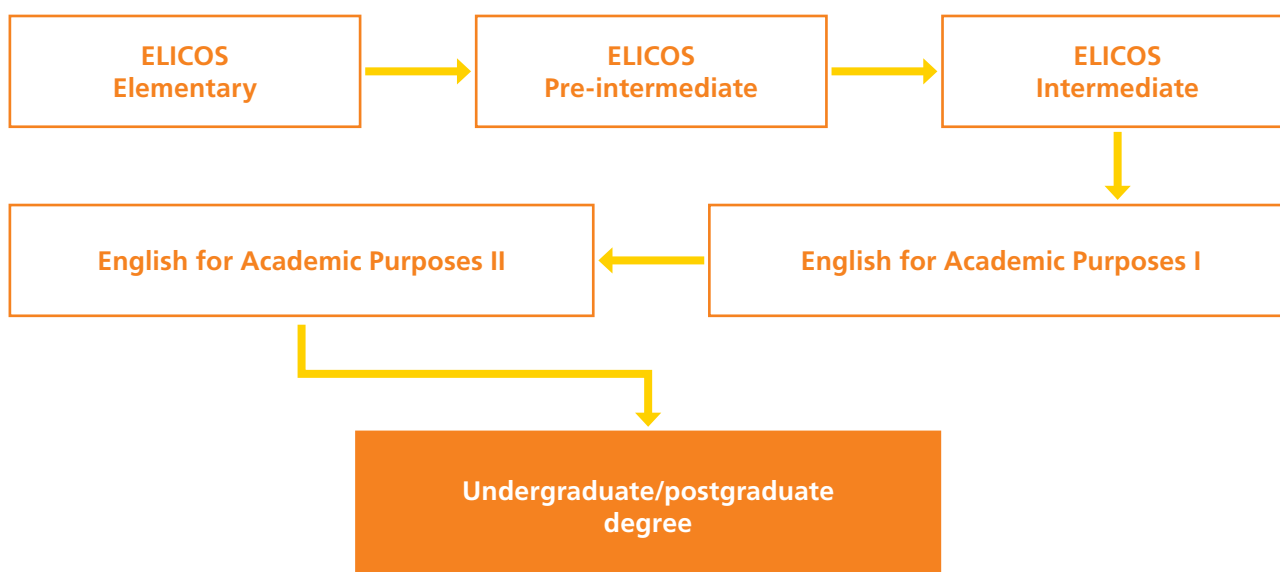 ELICOS
Elementary
ELICOS
Pre-intermediate
ELICOS
Intermediate
English for Academic Purposes I
English for Academic Purposes II
Undergraduate/postgraduate
degree